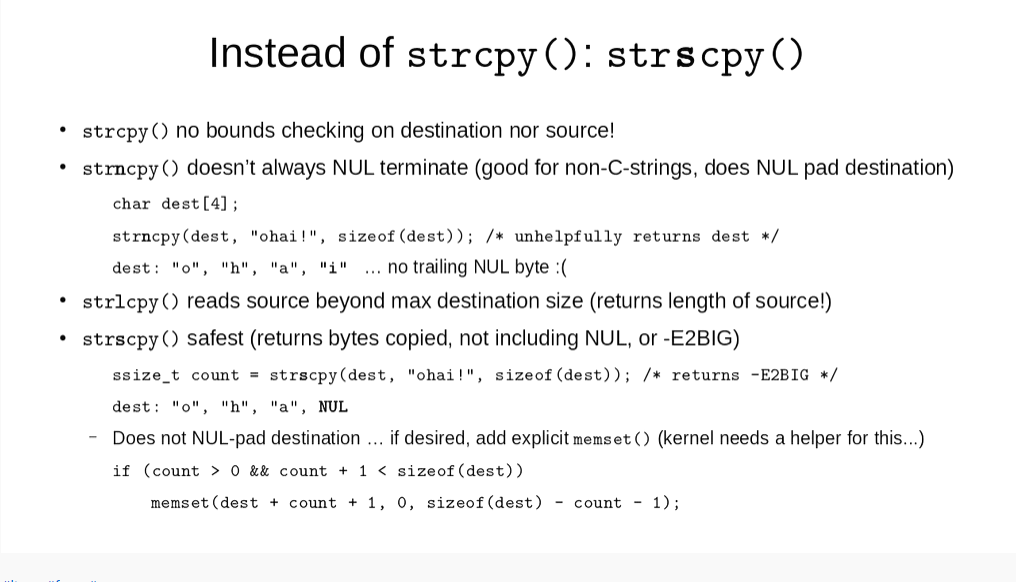 Instead of strcpy(): strscpy()
• strcpy() no bounds checking on destination nor source!
• strncpy() doesn't always NUL terminate (good for non-C-strings, does NUL pad destination)
char dest[4];
strncpy(dest, "ohai!", sizeof(dest)); /* unhelpfully returns dest */
dest: "o", "h", "a", "i" … no trailing NUL byte :(
• strlcpy() reads source beyond max destination size (returns length of source!)
• strscpy() safest (returns bytes copied, not including NUL, or -E2BIG)
ssize_t count = strscpy(dest, "ohai!", sizeof(dest)); /* returns -E2BIG */
dest: "o", "h", "a", NUL
– Does not NUL-pad destination … if desired, add explicit memset() (kernel needs a helper for this...)
if (count > 0 && count + 1 < sizeof(dest))
memset(dest + count + 1, 0, sizeof(dest) - count - 1);